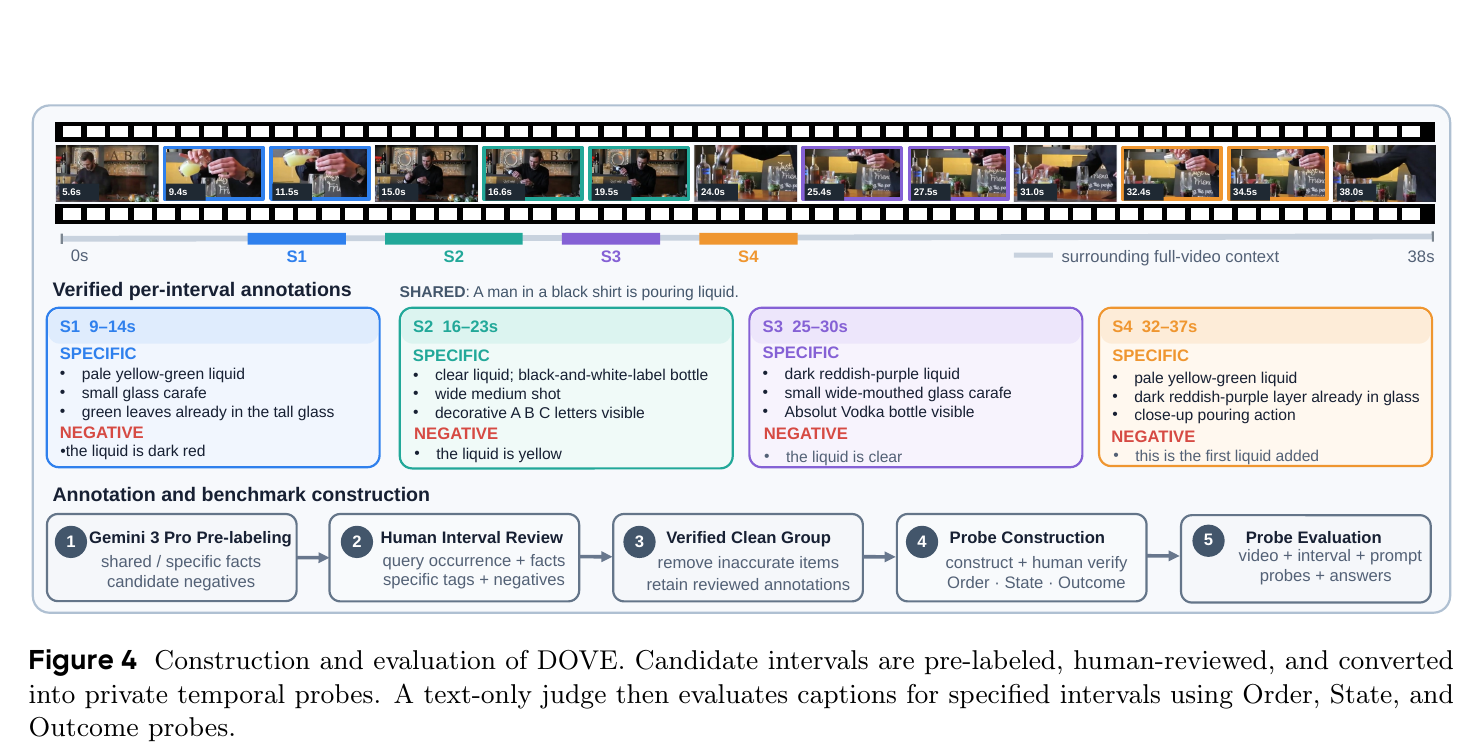 5.6s 9.4s 11.5s 15.0s 16.6s 19.5s 24.0s 25.4s 27.5s 31.0s 32.4s 34.5s 38.0s
0s S1 S2 S3 S4 surrounding full-video context 38s
Verified per-interval annotations SHARED: A man in a black shirt is pouring liquid.
S1 9–14s
SPECIFIC
• pale yellow-green liquid
• small glass carafe
• green leaves already in the tall glass
NEGATIVE
•the liquid is dark red
S2 16–23s
SPECIFIC
• clear liquid; black-and-white-label bottle
• wide medium shot
• decorative A B C letters visible
NEGATIVE
• the liquid is yellow
S3 25–30s
SPECIFIC
• dark reddish-purple liquid
• small wide-mouthed glass carafe
• Absolut Vodka bottle visible
NEGATIVE
• the liquid is clear
S4 32–37s
SPECIFIC
• pale yellow-green liquid
• dark reddish-purple layer already in glass
• close-up pouring action
NEGATIVE
• this is the first liquid added
Annotation and benchmark construction
1 Gemini 3 Pro Pre-labeling
shared / specific facts
candidate negatives
2 Human Interval Review
query occurrence + facts
specific tags + negatives
3 Verified Clean Group
remove inaccurate items
retain reviewed annotations
4 Probe Construction
construct + human verify
Order · State · Outcome
5 Probe Evaluation
video + interval + prompt
probes + answers
Figure 4 Construction and evaluation of DOVE. Candidate intervals are pre-labeled, human-reviewed, and converted
into private temporal probes. A text-only judge then evaluates captions for specified intervals using Order, State, and
Outcome probes.